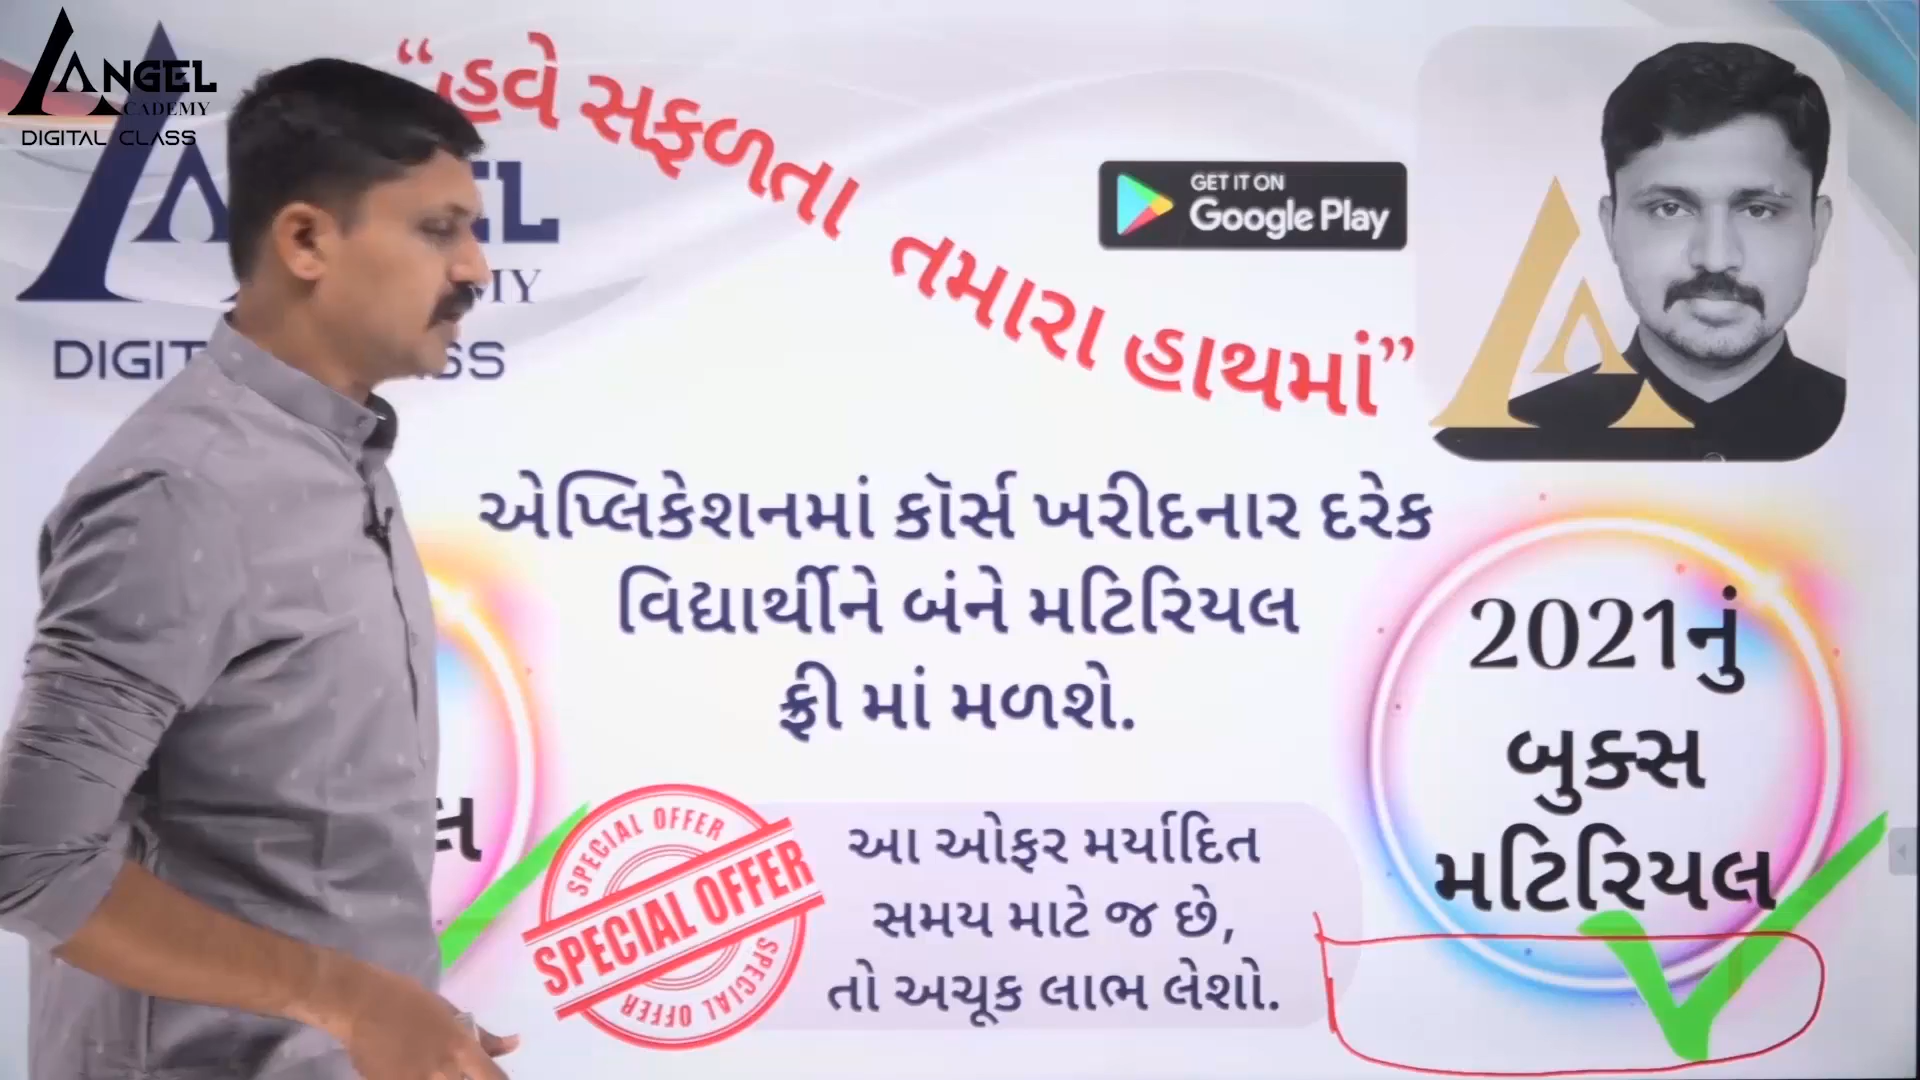 ANGEL
ACADEMY
DIGITAL CLASS
“હવે સફળતા તમારા હાથમાં”
GET IT ON
Google Play
એપ્લિકેશનમાં કૉર્સ ખરીદનાર દરેક
વિદ્યાર્થીને બંને મટિરિયલ
ફ્રી માં મળશે.
2021નું
બુક્સ
મટિરિયલ
SPECIAL OFFER
SPECIAL OFFER
SPECIAL OFFER
આ ઓફર મર્યાદિત
સમય માટે જ છે,
તો અચૂક લાભ લેશો.